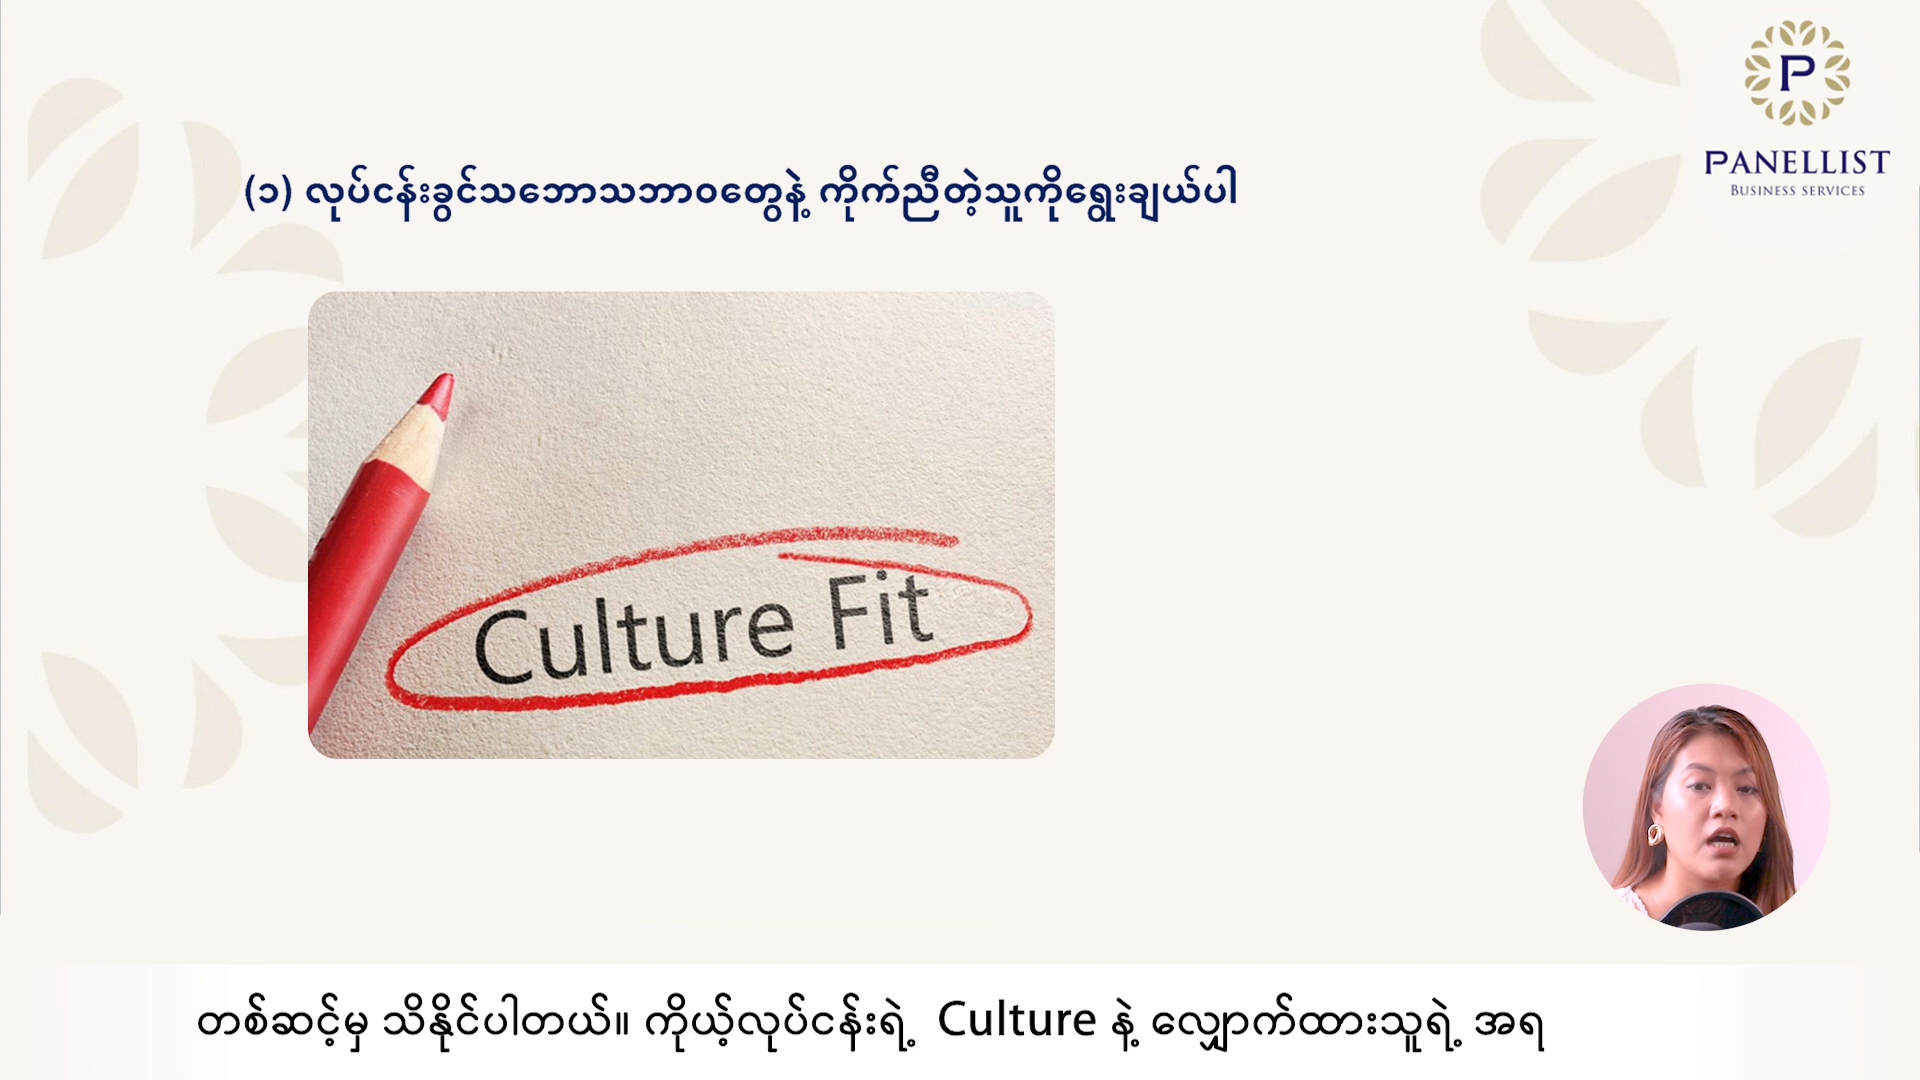 P
PANELLIST
BUSINESS SERVICES
(၁) လုပ်ငန်းခွင်သဘောသဘာဝတွေနဲ့ ကိုက်ညီတဲ့သူကိုရွေးချယ်ပါ
Culture Fit
တစ်ဆင့်မှ သိနိုင်ပါတယ်။ ကိုယ့်လုပ်ငန်းရဲ့ Culture နဲ့ လျှောက်ထားသူရဲ့ အရ